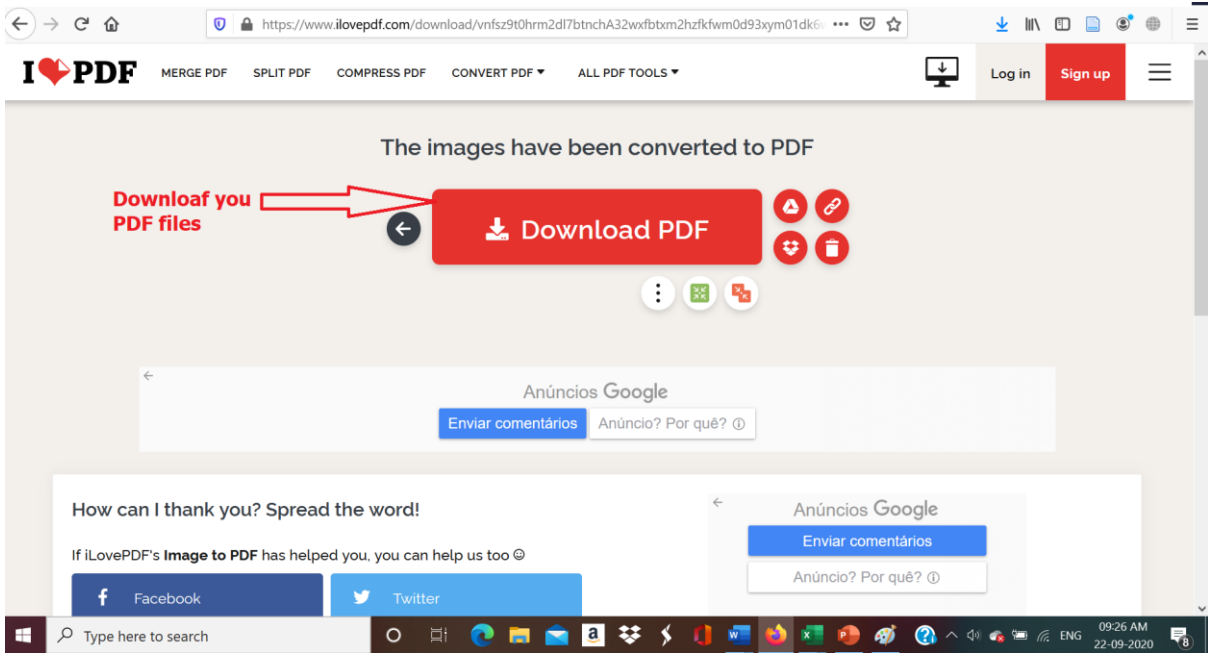 https://www.ilovepdf.com/download/vnfsz9t0hrm2dl7btnchA32wxfbtxm2hzfkfwm0d93xym01dk6
I PDF MERGE PDF SPLIT PDF COMPRESS PDF CONVERT PDF ALL PDF TOOLS Log in Sign up
The images have been converted to PDF
Downloaf you
PDF files
Download PDF
Anúncios Google
Enviar comentários Anúncio? Por quê?
How can I thank you? Spread the word!
If iLovePDF's Image to PDF has helped you, you can help us too
Anúncios Google
Enviar comentários
Anúncio? Por quê?
f Facebook Twitter
Type here to search ENG 09:26 AM
22-09-2020 8